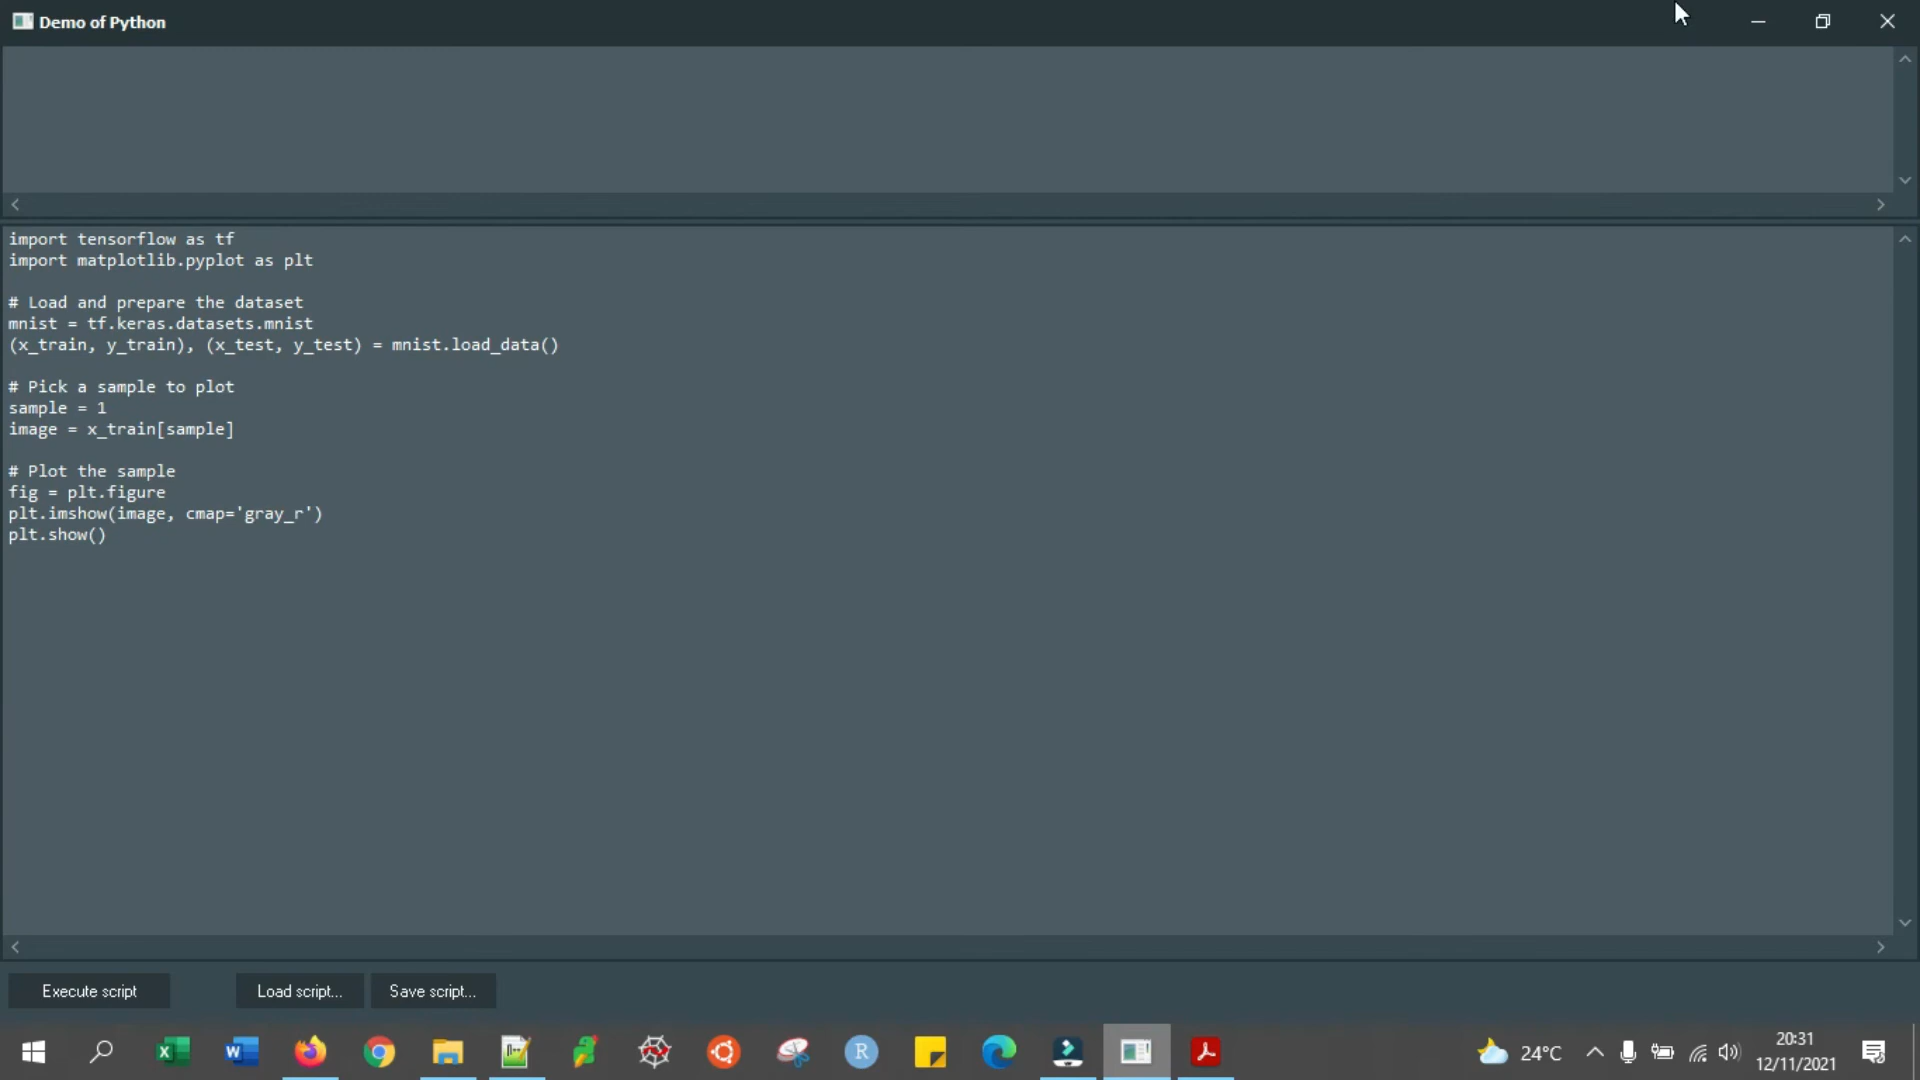 Demo of Python
import tensorflow as tf
import matplotlib.pyplot as plt
# Load and prepare the dataset
mnist = tf.keras.datasets.mnist
(x_train, y_train), (x_test, y_test) = mnist.load_data()
# Pick a sample to plot
sample = 1
image = x_train[sample]
# Plot the sample
fig = plt.figure
plt.imshow(image, cmap='gray_r')
plt.show()
Execute script
Load script...
Save script...
24°C
20:31
12/11/2021